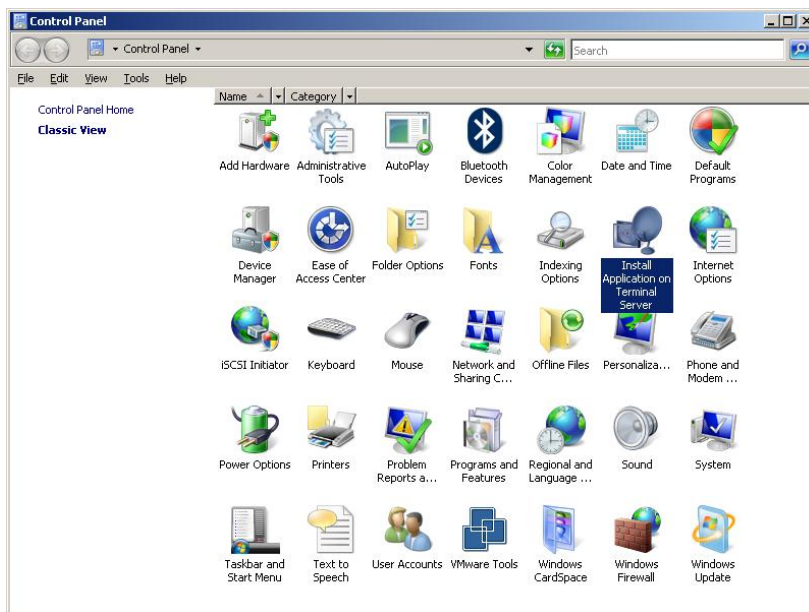 Control Panel
Control Panel
Search
File Edit View Tools Help
Control Panel Home
Classic View
Name Category
Add Hardware
Administrative Tools
AutoPlay
Bluetooth Devices
Color Management
Date and Time
Default Programs
Device Manager
Ease of Access Center
Folder Options
Fonts
Indexing Options
Install Application on Terminal Server
Internet Options
iSCSI Initiator
Keyboard
Mouse
Network and Sharing C...
Offline Files
Personaliza...
Phone and Modem ...
Power Options
Printers
Problem Reports a...
Programs and Features
Regional and Language ...
Sound
System
Taskbar and Start Menu
Text to Speech
User Accounts
VMware Tools
Windows CardSpace
Windows Firewall
Windows Update